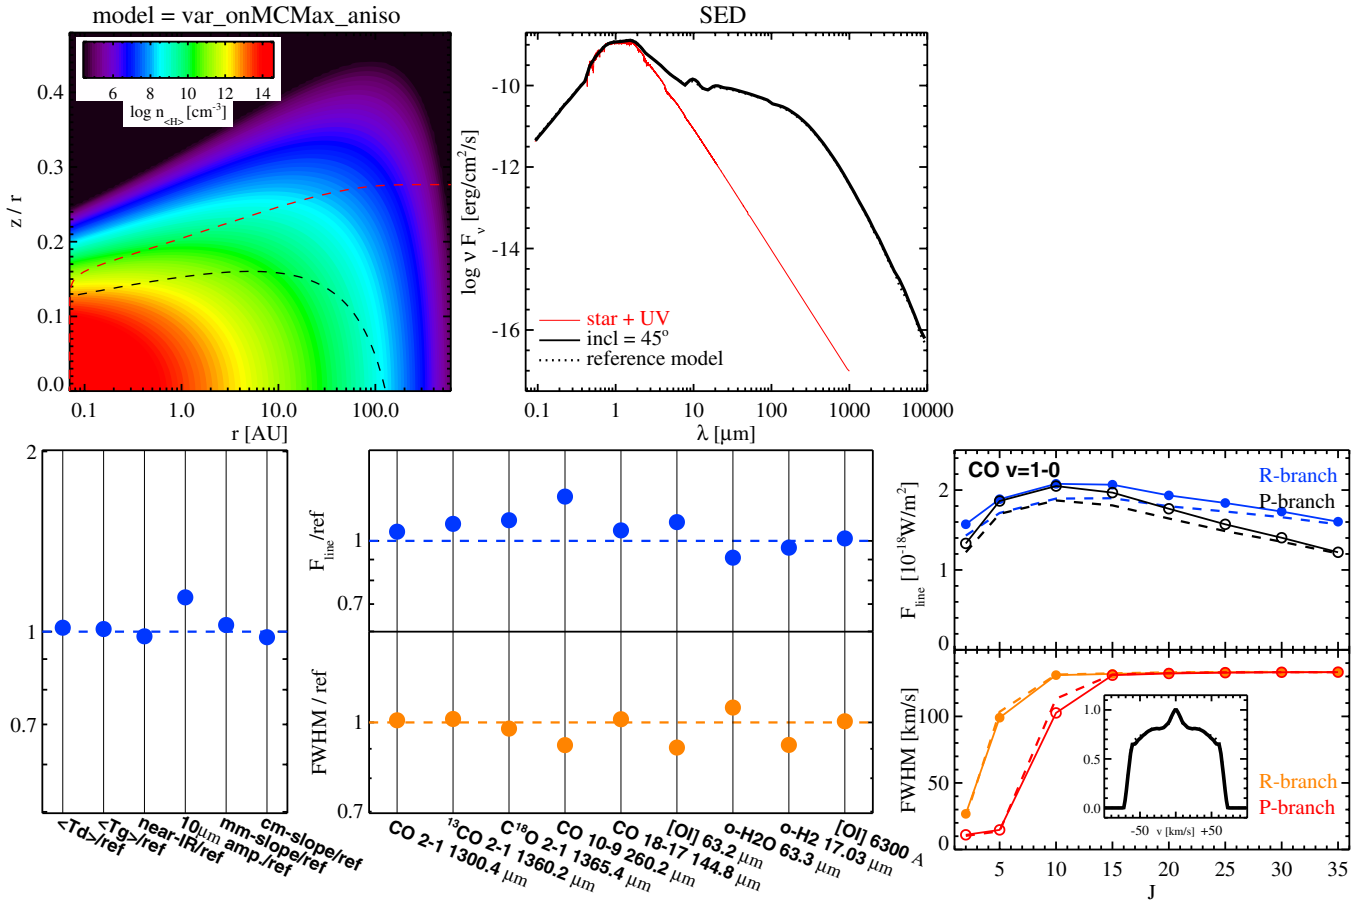 model = var_onMCMax_aniso
SED
0.4
0.3
0.2
0.1
0.0
z / r
6 8 10 12 14
log n<H> [cm-3]
0.1 1.0 10.0 100.0
r [AU]
-10
-12
-14
-16
log ν Fν [erg/cm2/s]
star + UV
incl = 45o
reference model
0.1 1 10 100 1000 10000
λ [μm]
2
1
0.7
<Td>/ref
<Tg>/ref
near-IR/ref
10μm amp./ref
mm-slope/ref
cm-slope/ref
Fline/ref
1
0.7
FWHM / ref
1
0.7
CO 2-1 1300.4 μm
13CO 2-1 1360.2 μm
C18O 2-1 1365.4 μm
CO 10-9 260.2 μm
CO 18-17 144.8 μm
[OI] 63.2 μm
o-H2O 63.3 μm
o-H2 17.03 μm
[OI] 6300 A
CO v=1-0
R-branch
P-branch
2
1
0
Fline [10-18W/m2]
100
50
0
FWHM [km/s]
1.0
0.5
0.0
-50 v [km/s] +50
R-branch
P-branch
5 10 15 20 25 30 35
J